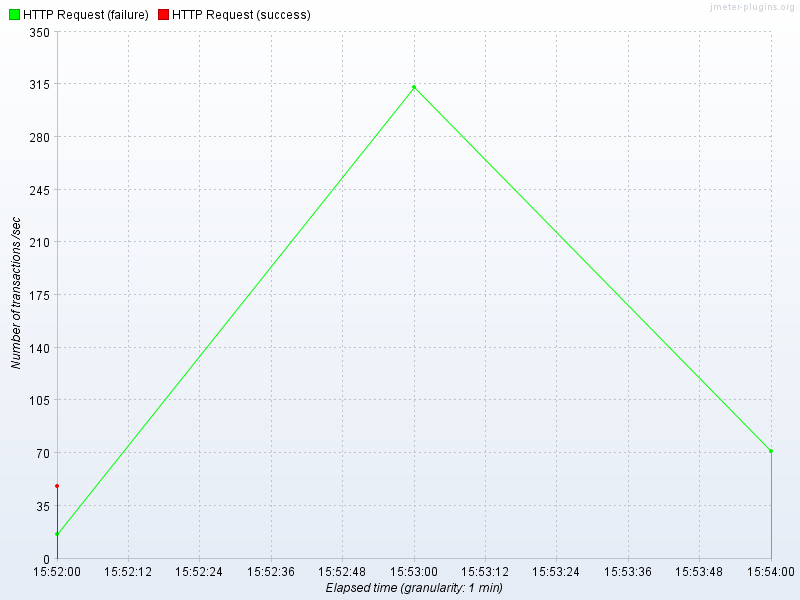 jmeter-plugins.org
HTTP Request (failure) HTTP Request (success)
350
315
280
245
210
175
140
105
70
35
0
Number of transactions /sec
15:52:00 15:52:12 15:52:24 15:52:36 15:52:48 15:53:00 15:53:12 15:53:24 15:53:36 15:53:48 15:54:00
Elapsed time (granularity: 1 min)